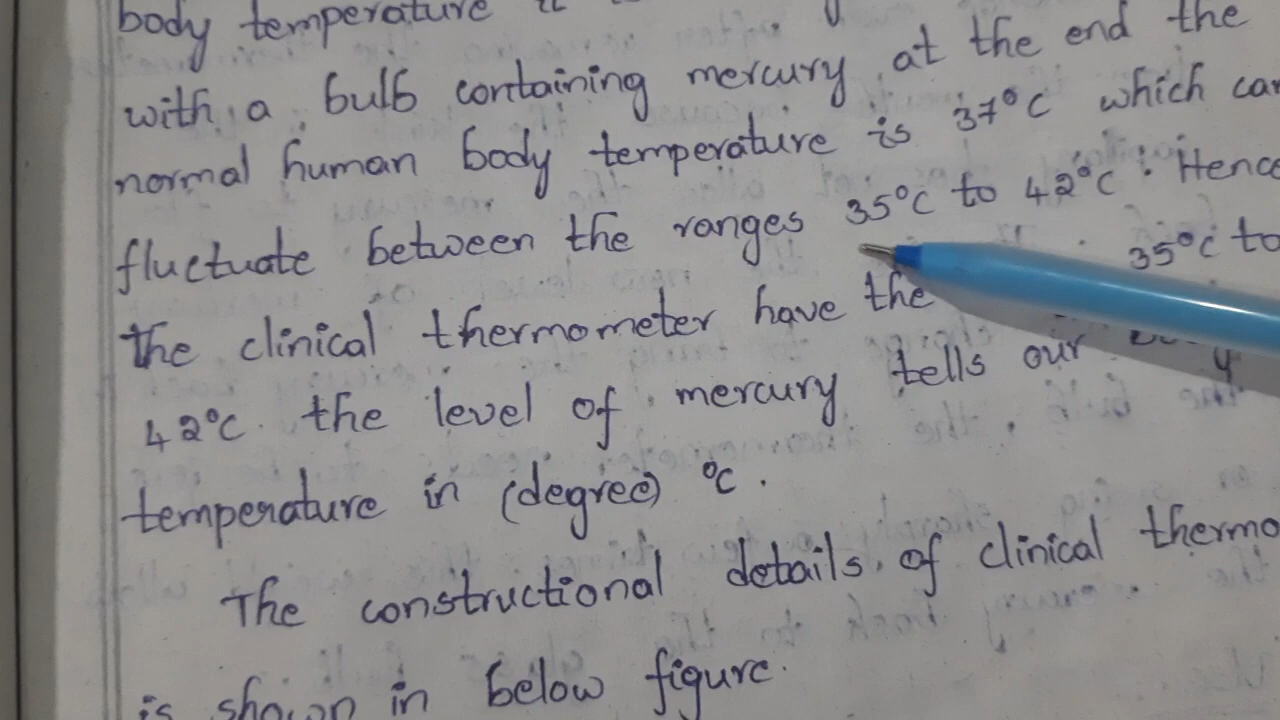 body temperature
with a bulb containing mercury at the end the
normal human body temperature is 37°C which can
fluctuate between the ranges 35°C to 42°C. Hence
the clinical thermometer have the 35°C to
42°C. the level of mercury tells our
temperature in (degree) °C.
The constructional details of clinical thermo
is shown in below figure.